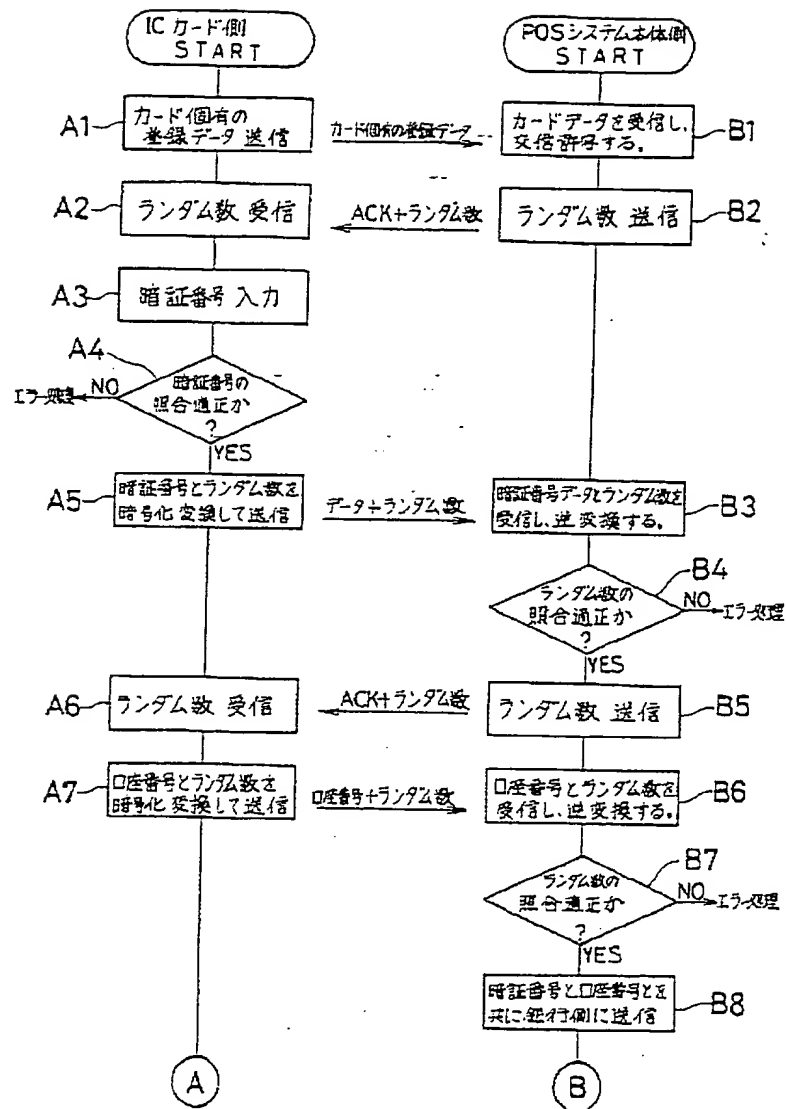 ICカード側
START
POSシステム本体側
START
A1
カード個有の
登録データ 送信
カード個有の登録データ
カードデータを受信し、
交信許可する。
B1
A2
ランダム数 受信
ACK+ランダム数
ランダム数 送信
B2
A3
暗証番号 入力
A4
暗証番号の
照合適正か
?
NO
エラー処理
YES
A5
暗証番号とランダム数を
暗号化変換して送信
データ+ランダム数
暗証番号データとランダム数を
受信し、逆変換する。
B3
B4
ランダム数の
照合適正か
?
NO
エラー処理
YES
A6
ランダム数 受信
ACK+ランダム数
ランダム数 送信
B5
A7
口座番号とランダム数を
暗号化変換して送信
口座番号+ランダム数
口座番号とランダム数を
受信し、逆変換する。
B6
B7
ランダム数の
照合適正か
?
NO
エラー処理
YES
暗証番号と口座番号とを
共に銀行側に送信
B8
A
B